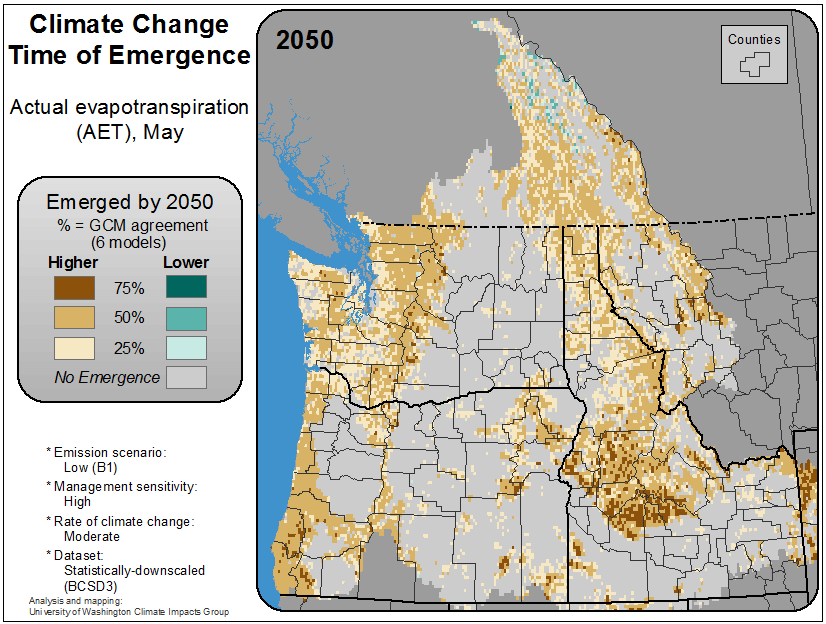 Climate Change
Time of Emergence
Actual evapotranspiration
(AET), May
Emerged by 2050
% = GCM agreement
(6 models)
Higher
Lower
75%
50%
25%
No Emergence
* Emission scenario:
Low (B1)
* Management sensitivity:
High
* Rate of climate change:
Moderate
* Dataset:
Statistically-downscaled
(BCSD3)
Analysis and mapping:
University of Washington Climate Impacts Group
2050
Counties